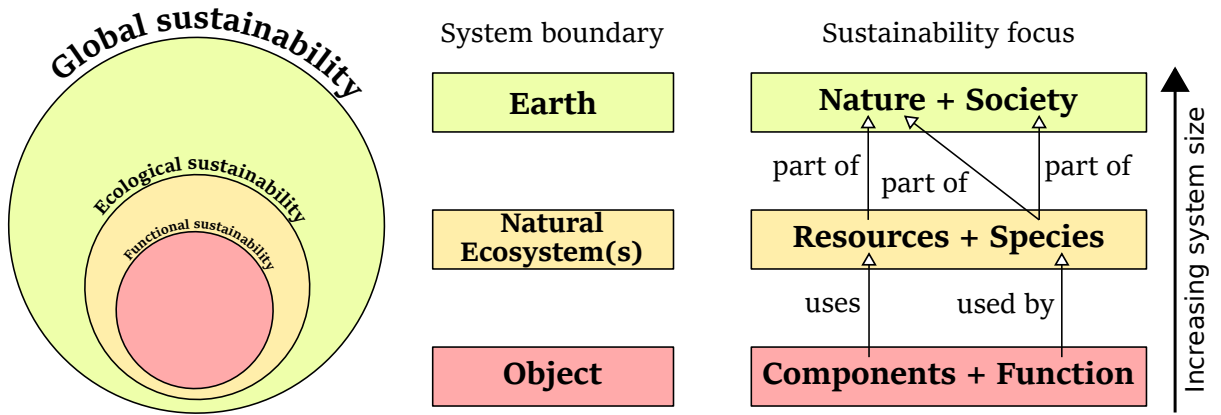 Global sustainability
Ecological sustainability
Functional sustainability
System boundary
Earth
Natural
Ecosystem(s)
Object
Sustainability focus
Nature + Society
part of
part of
part of
Resources + Species
uses
used by
Components + Function
Increasing system size